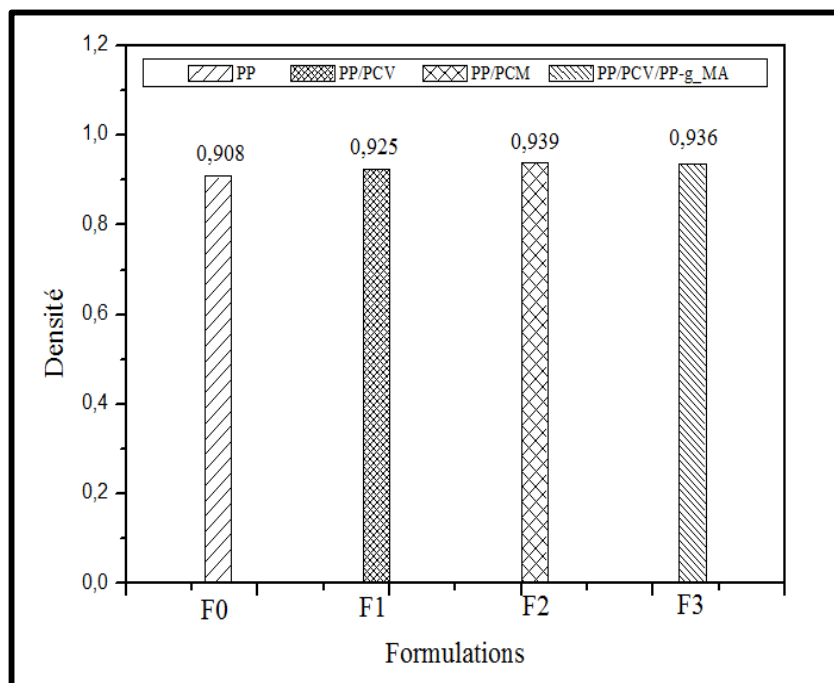 1,2
PP PP/PCV PP/PCM PP/PCV/PP-g_MA
1,0
0,908 0,925 0,939 0,936
0,8
0,6
0,4
0,2
0,0
Densité
F0 F1 F2 F3
Formulations